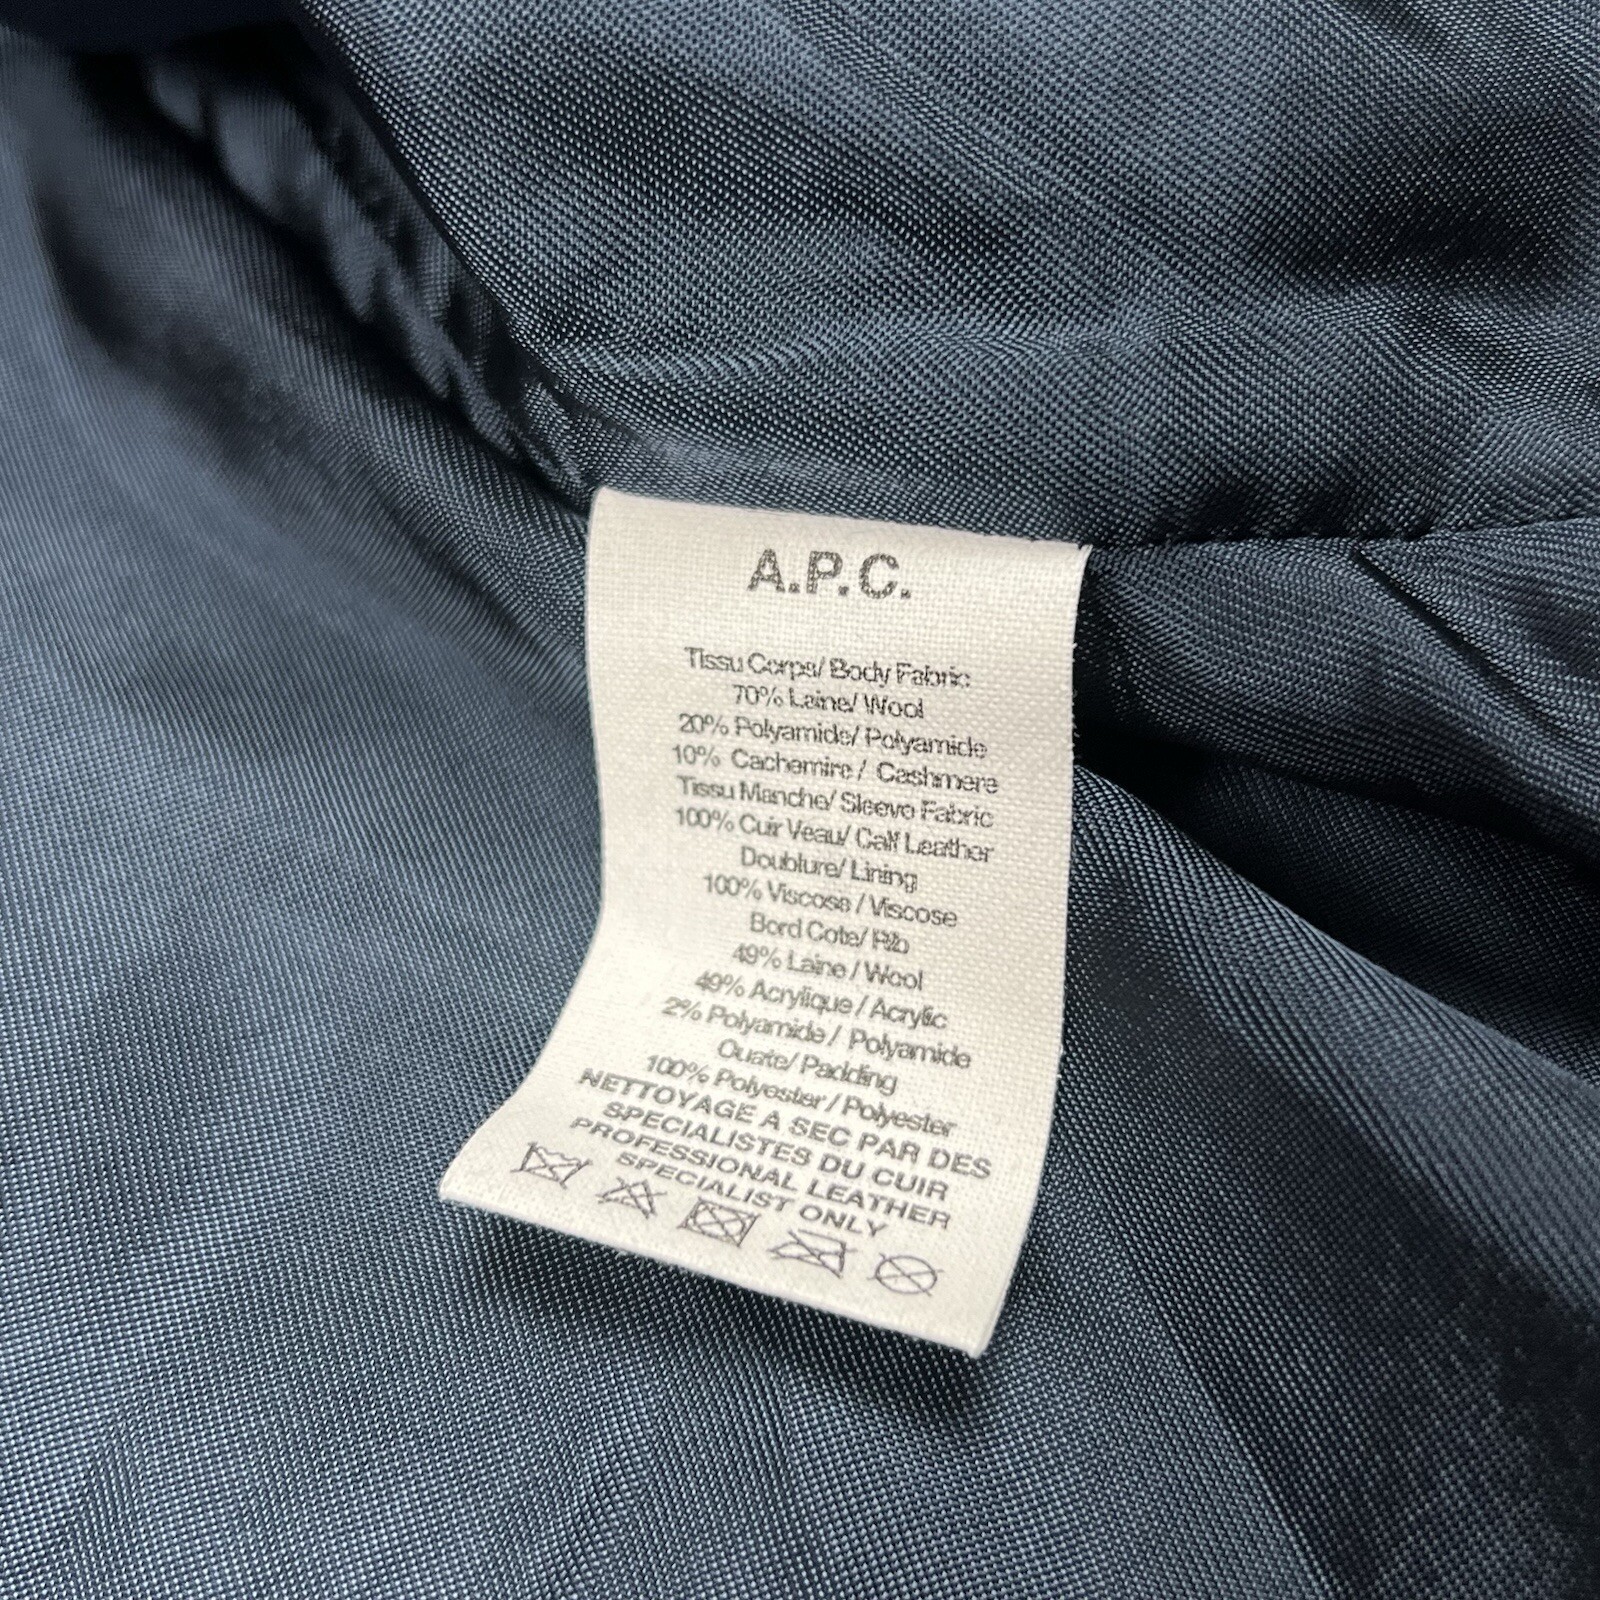 A.P.C.
Tissu Corps/ Body Fabric:
70% Laine/ Wool
20% Polyamide/ Polyamide
10% Cachemire / Cashmere
Tissu Manche/ Sleeve Fabric
100% Cuir Veau/ Calf Leather
Doublure/ Lining
100% Viscose / Viscose
Bord Cote/ Rib
49% Laine / Wool
49% Acrylique / Acrylic
2% Polyamide / Polyamide
Ouate/ Padding
100% Polyester / Polyester
NETTOYAGE A SEC PAR DES
SPECIALISTES DU CUIR
PROFESSIONAL LEATHER
SPECIALIST ONLY